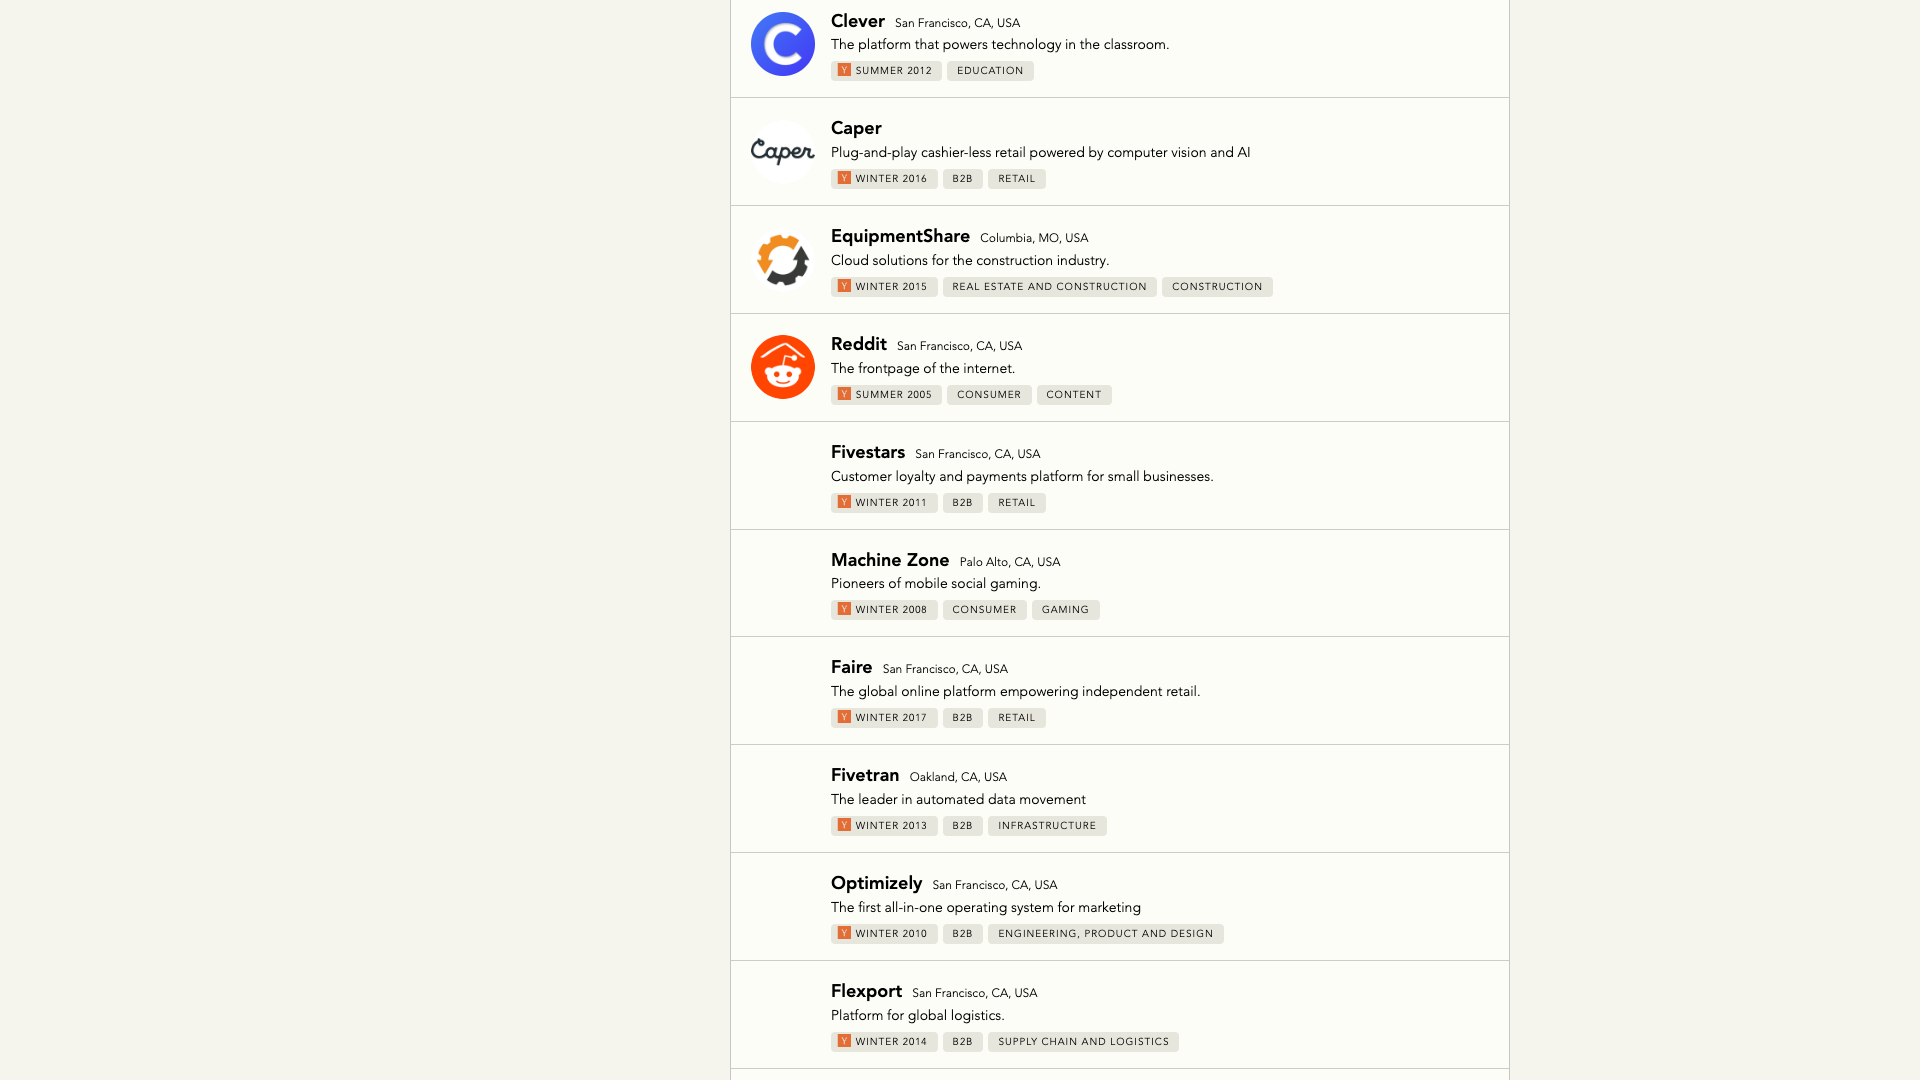 C
Clever San Francisco, CA, USA
The platform that powers technology in the classroom.
Y SUMMER 2012 EDUCATION
Caper
Caper
Plug-and-play cashier-less retail powered by computer vision and AI
Y WINTER 2016 B2B RETAIL
EquipmentShare Columbia, MO, USA
Cloud solutions for the construction industry.
Y WINTER 2015 REAL ESTATE AND CONSTRUCTION CONSTRUCTION
Reddit San Francisco, CA, USA
The frontpage of the internet.
Y SUMMER 2005 CONSUMER CONTENT
Fivestars San Francisco, CA, USA
Customer loyalty and payments platform for small businesses.
Y WINTER 2011 B2B RETAIL
Machine Zone Palo Alto, CA, USA
Pioneers of mobile social gaming.
Y WINTER 2008 CONSUMER GAMING
Faire San Francisco, CA, USA
The global online platform empowering independent retail.
Y WINTER 2017 B2B RETAIL
Fivetran Oakland, CA, USA
The leader in automated data movement
Y WINTER 2013 B2B INFRASTRUCTURE
Optimizely San Francisco, CA, USA
The first all-in-one operating system for marketing
Y WINTER 2010 B2B ENGINEERING, PRODUCT AND DESIGN
Flexport San Francisco, CA, USA
Platform for global logistics.
Y WINTER 2014 B2B SUPPLY CHAIN AND LOGISTICS